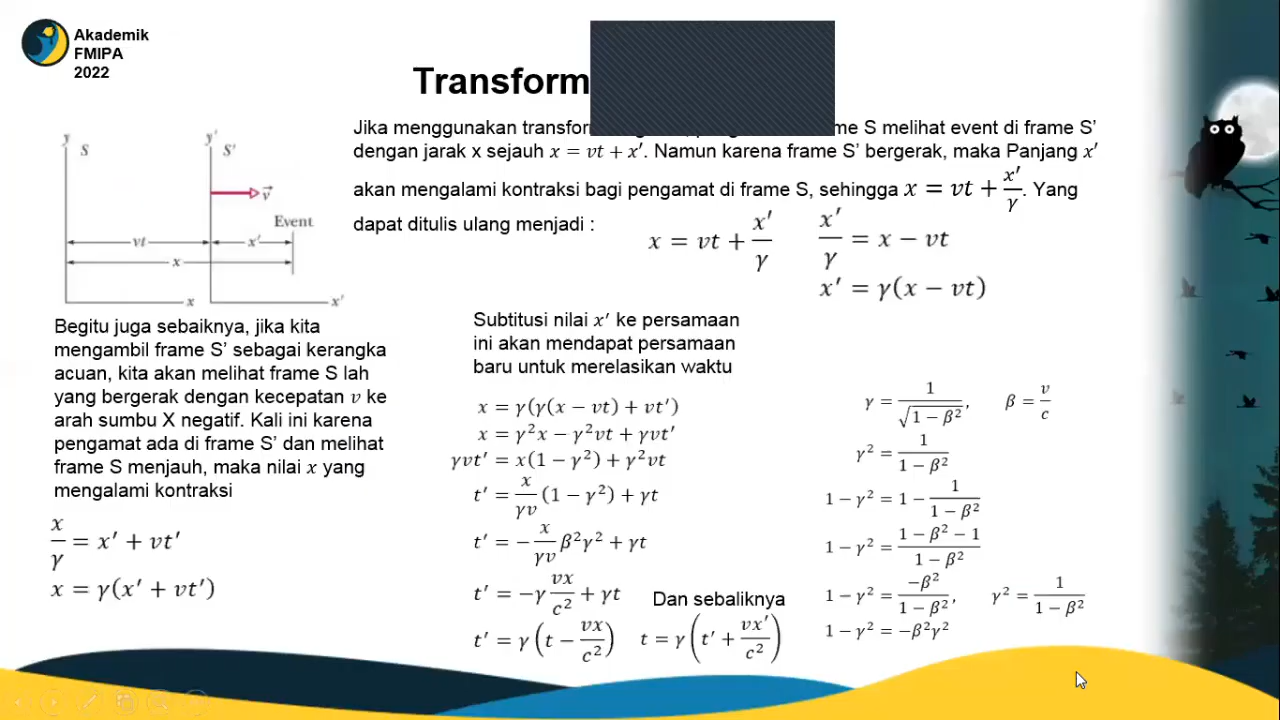 Akademik
FMIPA
2022
Transform
Jika menggunakan me S melihat event di frame S’
dengan jarak x sejauh x = vt + x′. Namun karena frame S’ bergerak, maka Panjang x′
akan mengalami kontraksi bagi pengamat di frame S, sehingga x = vt + x′/γ. Yang
dapat ditulis ulang menjadi :
x = vt + x′/γ
x′/γ = x − vt
x′ = γ(x − vt)
y
S
y′
S′
v⃗
Event
vt
x′
x
x
x′
Begitu juga sebaiknya, jika kita
mengambil frame S’ sebagai kerangka
acuan, kita akan melihat frame S lah
yang bergerak dengan kecepatan v ke
arah sumbu X negatif. Kali ini karena
pengamat ada di frame S’ dan melihat
frame S menjauh, maka nilai x yang
mengalami kontraksi
x/γ = x′ + vt′
x = γ(x′ + vt′)
Subtitusi nilai x′ ke persamaan
ini akan mendapat persamaan
baru untuk merelasikan waktu
x = γ(γ(x − vt) + vt′)
x = γ²x − γ²vt + γvt′
γvt′ = x(1 − γ²) + γ²vt
t′ = x/γv (1 − γ²) + γt
t′ = − x/γv β²γ² + γt
t′ = −γ vx/c² + γt
t′ = γ(t − vx/c²)
Dan sebaliknya
t = γ(t′ + vx′/c²)
γ = 1/√(1 − β²), β = v/c
γ² = 1/(1 − β²)
1 − γ² = 1 − 1/(1 − β²)
1 − γ² = (1 − β² − 1)/(1 − β²)
1 − γ² = −β²/(1 − β²), γ² = 1/(1 − β²)
1 − γ² = −β²γ²